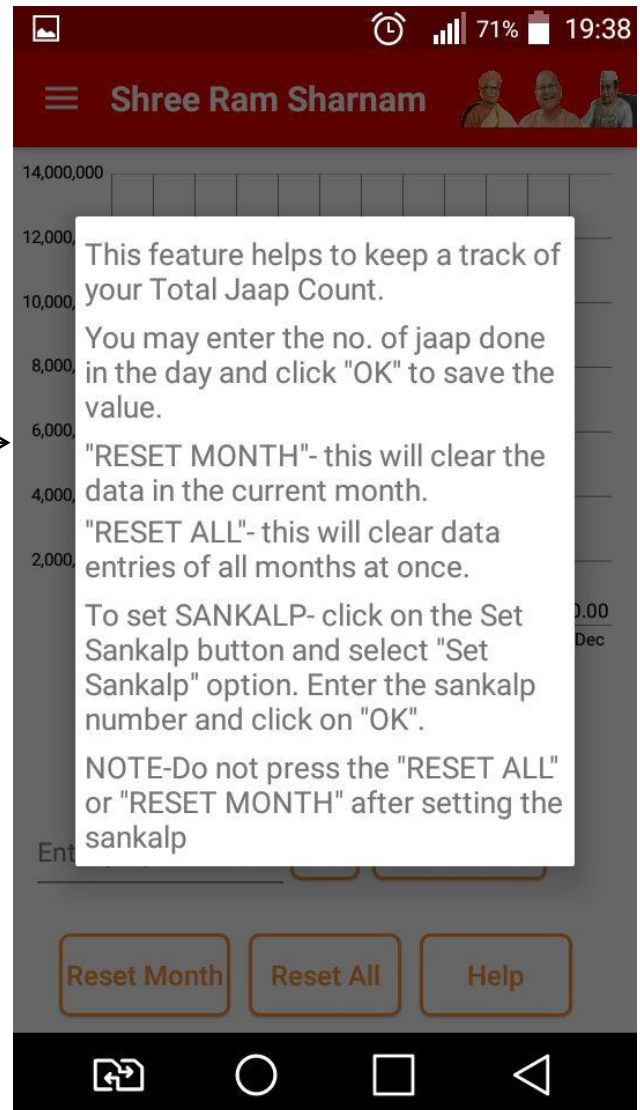 71% 19:38
Shree Ram Sharnam
14,000,000
12,000,
10,000,
8,000,
6,000,
4,000,
2,000,
This feature helps to keep a track of
your Total Jaap Count.
You may enter the no. of jaap done
in the day and click "OK" to save the
value.
"RESET MONTH"- this will clear the
data in the current month.
"RESET ALL"- this will clear data
entries of all months at once.
To set SANKALP- click on the Set
Sankalp button and select "Set
Sankalp" option. Enter the sankalp
number and click on "OK".
NOTE-Do not press the "RESET ALL"
or "RESET MONTH" after setting the
sankalp
0.00
Dec
Ent
Reset Month Reset All Help